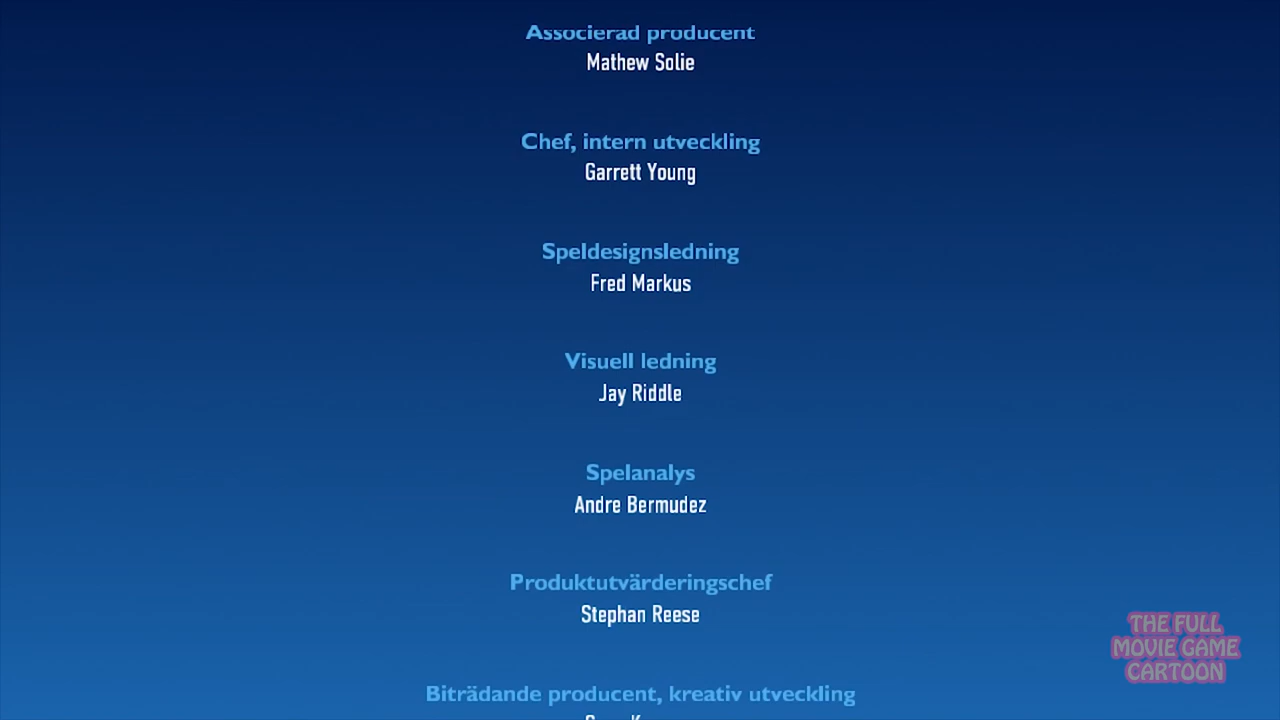 Associerad producent
Mathew Solie
Chef, intern utveckling
Garrett Young
Speldesignsledning
Fred Markus
Visuell ledning
Jay Riddle
Spelanalys
Andre Bermudez
Produktutvärderingschef
Stephan Reese
Biträdande producent, kreativ utveckling
THE FULL
MOVIE GAME
CARTOON